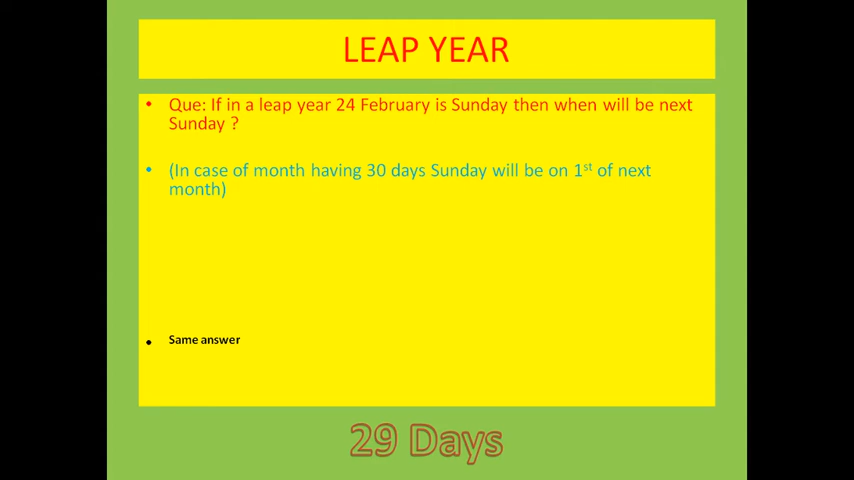 LEAP YEAR
• Que: If in a leap year 24 February is Sunday then when will be next
Sunday ?
• (In case of month having 30 days Sunday will be on 1st of next
month)
• Same answer
29 Days